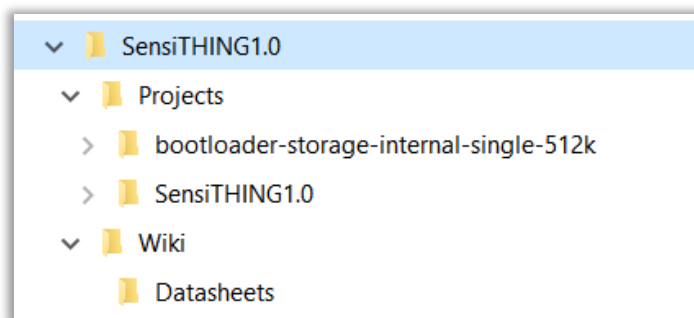 SensiTHING1.0
Projects
bootloader-storage-internal-single-512k
SensiTHING1.0
Wiki
Datasheets